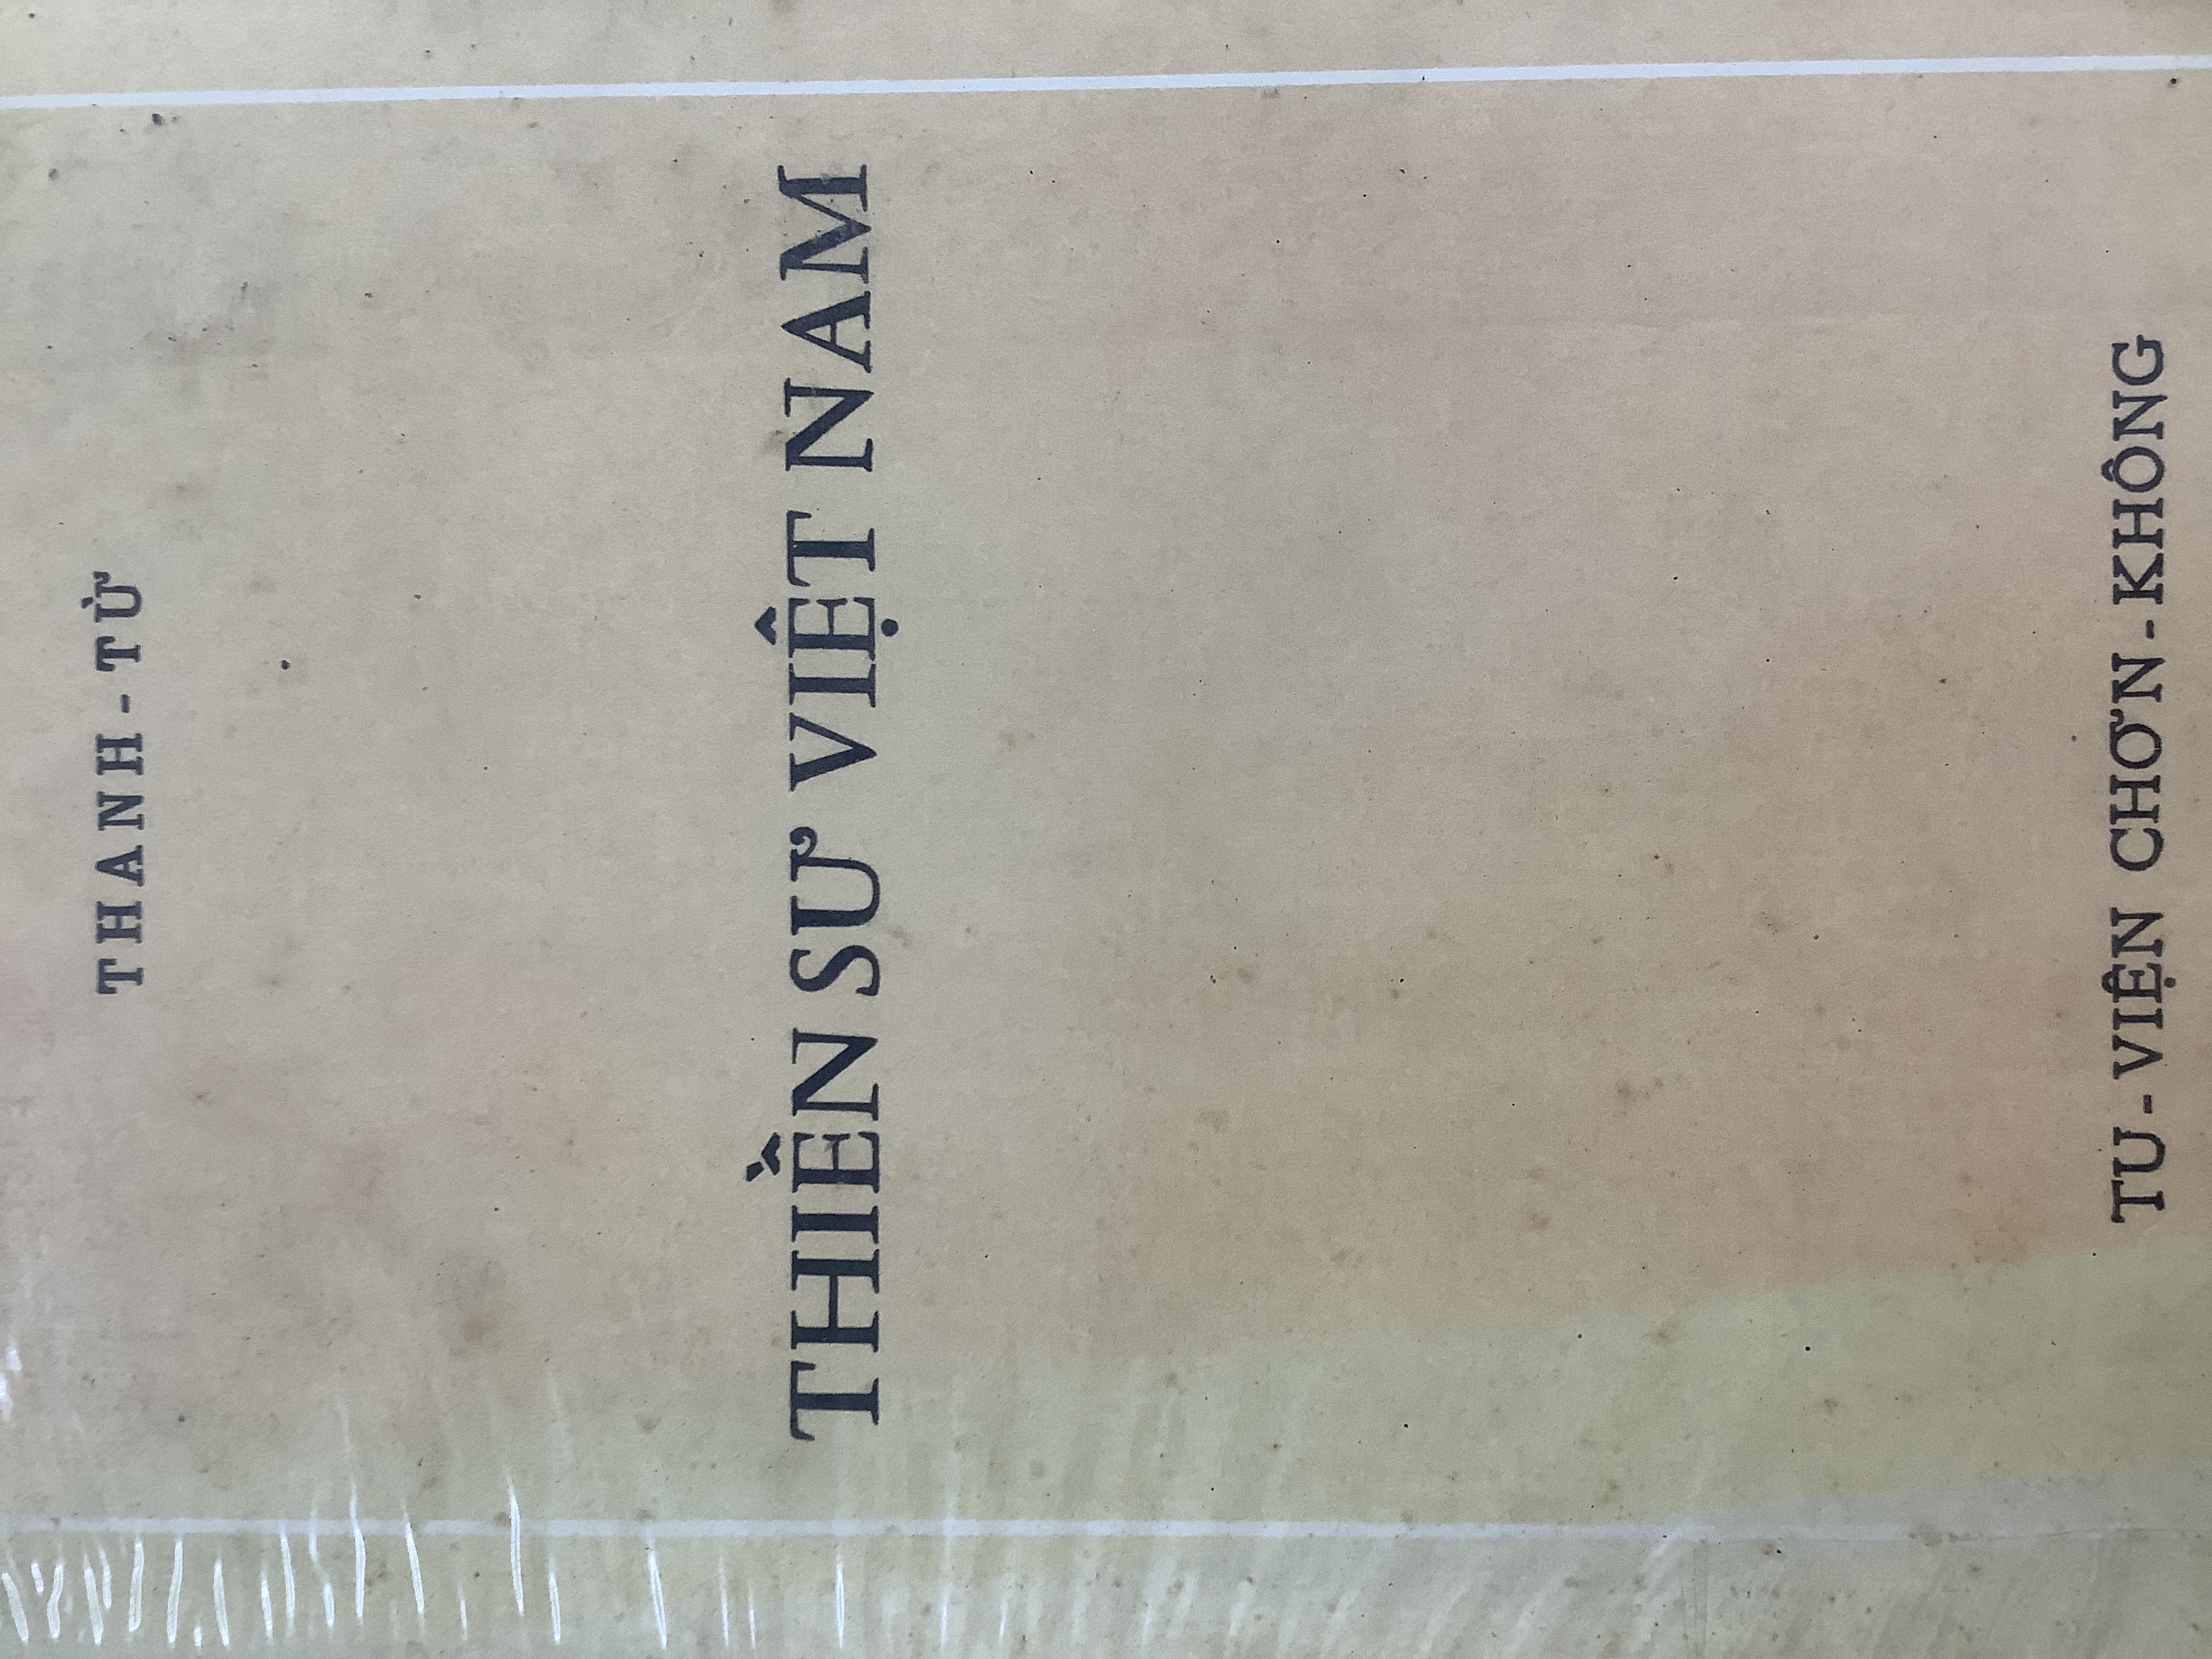 THANH - TỪ
THIỀN SƯ VIỆT NAM
TU - VIỆN CHƠN - KHÔNG